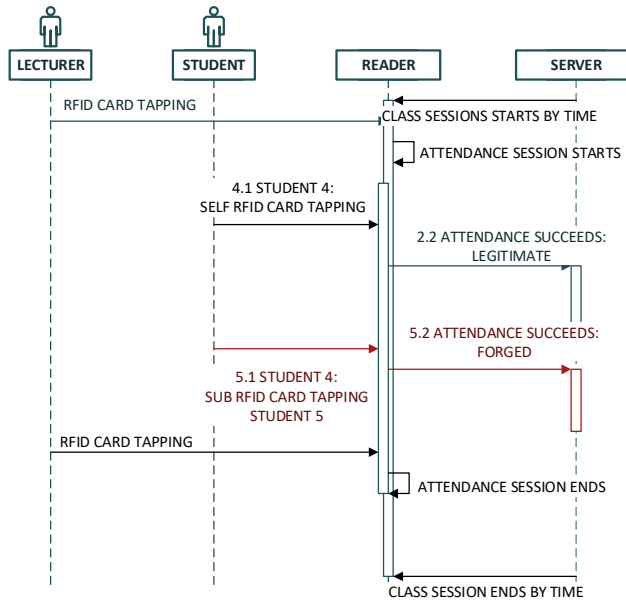 LECTURER
STUDENT
READER
SERVER
RFID CARD TAPPING
CLASS SESSIONS STARTS BY TIME
ATTENDANCE SESSION STARTS
4.1 STUDENT 4:
SELF RFID CARD TAPPING
2.2 ATTENDANCE SUCCEEDS:
LEGITIMATE
5.2 ATTENDANCE SUCCEEDS:
FORGED
5.1 STUDENT 4:
SUB RFID CARD TAPPING
STUDENT 5
RFID CARD TAPPING
ATTENDANCE SESSION ENDS
CLASS SESSION ENDS BY TIME